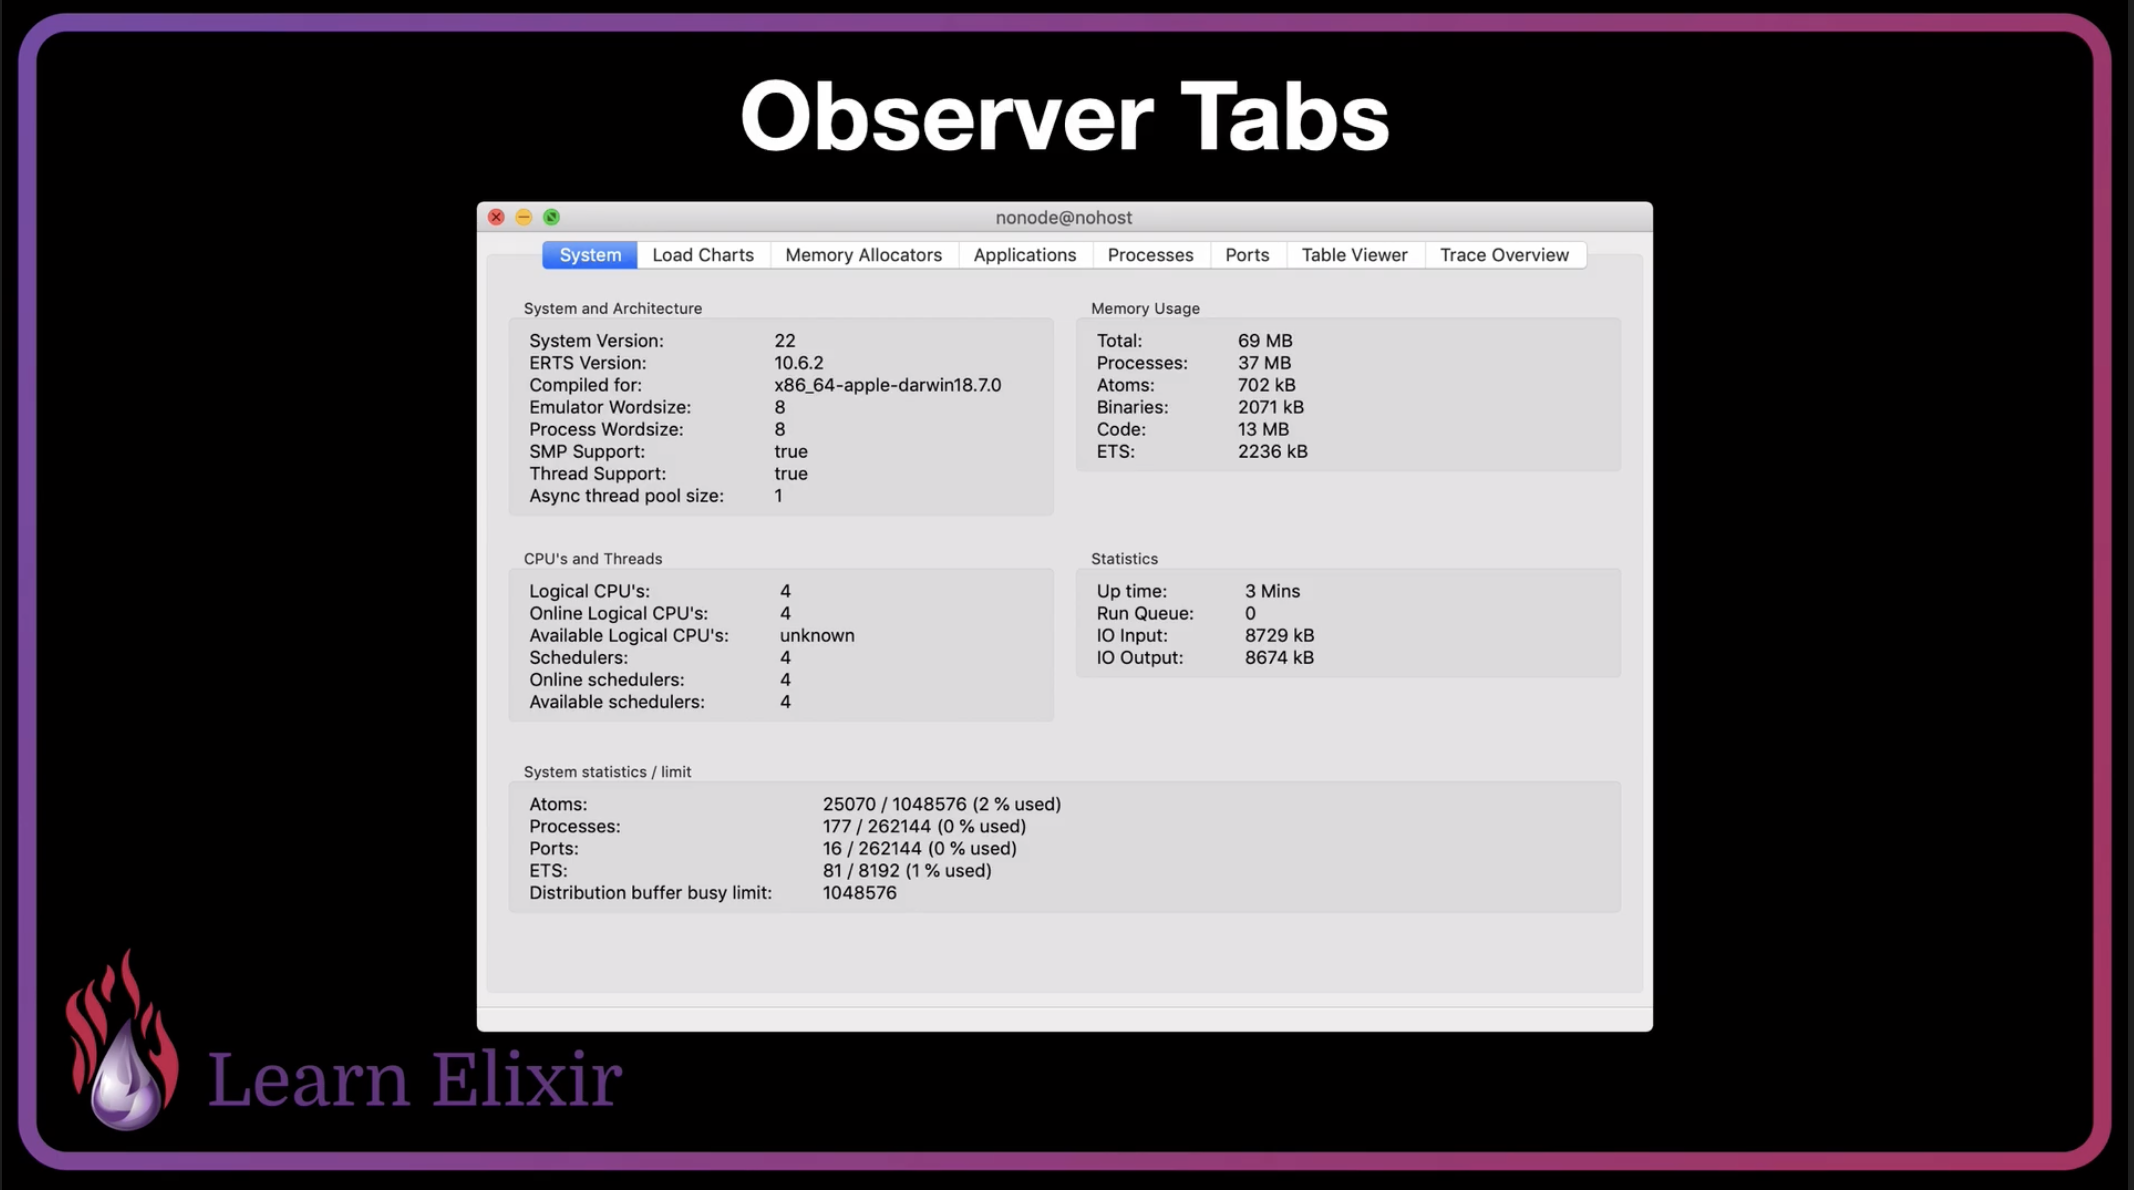 Observer Tabs
nonode@nohost
System Load Charts Memory Allocators Applications Processes Ports Table Viewer Trace Overview
System and Architecture
System Version: 22
ERTS Version: 10.6.2
Compiled for: x86_64-apple-darwin18.7.0
Emulator Wordsize: 8
Process Wordsize: 8
SMP Support: true
Thread Support: true
Async thread pool size: 1
Memory Usage
Total: 69 MB
Processes: 37 MB
Atoms: 702 kB
Binaries: 2071 kB
Code: 13 MB
ETS: 2236 kB
CPU's and Threads
Logical CPU's: 4
Online Logical CPU's: 4
Available Logical CPU's: unknown
Schedulers: 4
Online schedulers: 4
Available schedulers: 4
Statistics
Up time: 3 Mins
Run Queue: 0
IO Input: 8729 kB
IO Output: 8674 kB
System statistics / limit
Atoms: 25070 / 1048576 (2 % used)
Processes: 177 / 262144 (0 % used)
Ports: 16 / 262144 (0 % used)
ETS: 81 / 8192 (1 % used)
Distribution buffer busy limit: 1048576
Learn Elixir